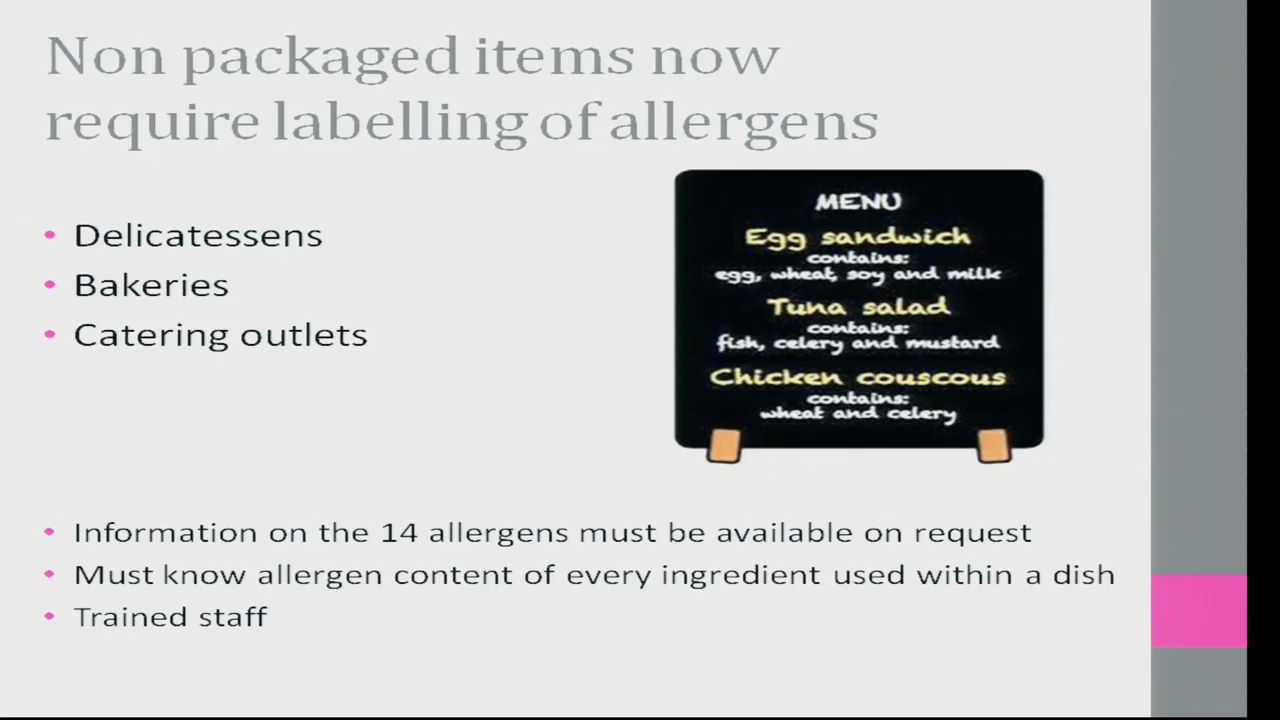 Non packaged items now
require labelling of allergens
• Delicatessens
• Bakeries
• Catering outlets
MENU
Egg sandwich
contains:
egg, wheat, soy and milk
Tuna salad
contains:
fish, celery and mustard
Chicken couscous
contains:
wheat and celery
• Information on the 14 allergens must be available on request
• Must know allergen content of every ingredient used within a dish
• Trained staff